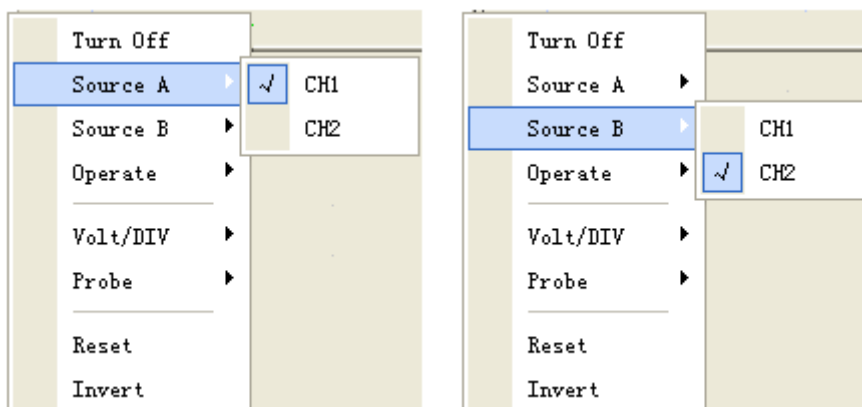 Turn Off
Source A
CH1
Source B
CH2
Operate
Volt/DIV
Probe
Reset
Invert
Turn Off
Source A
Source B
CH1
Operate
CH2
Volt/DIV
Probe
Reset
Invert